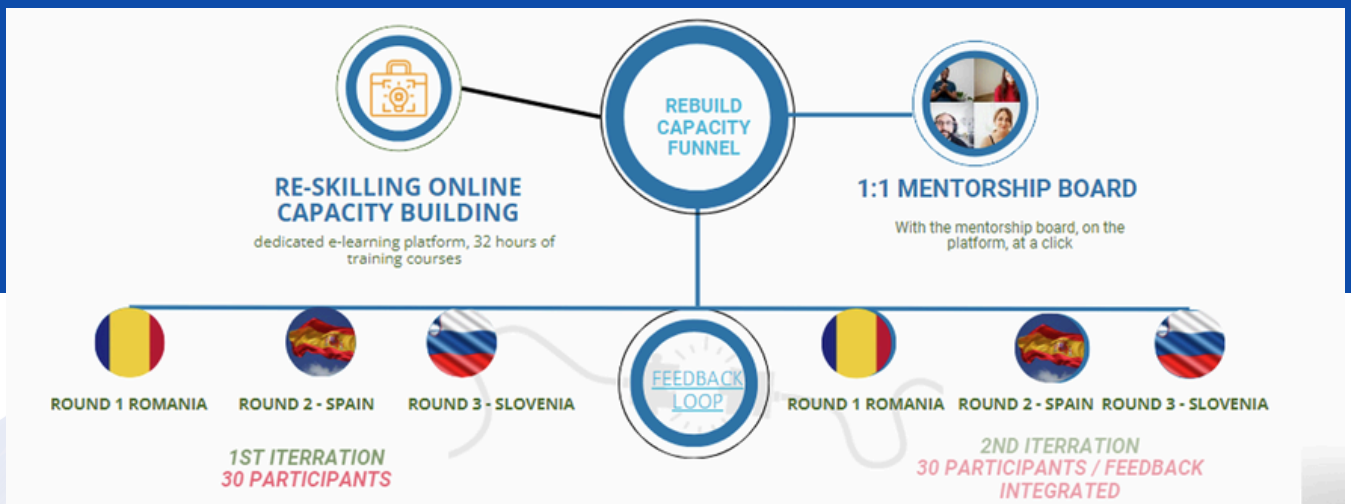 REBUILD
CAPACITY
FUNNEL
RE-SKILLING ONLINE
CAPACITY BUILDING
dedicated e-learning platform, 32 hours of
training courses
1:1 MENTORSHIP BOARD
With the mentorship board, on the
platform, at a click
ROUND 1 ROMANIA
ROUND 2 - SPAIN
ROUND 3 - SLOVENIA
1ST ITERRATION
30 PARTICIPANTS
FEEDBACK
LOOP
ROUND 1 ROMANIA
ROUND 2 - SPAIN
ROUND 3 - SLOVENIA
2ND ITERRATION
30 PARTICIPANTS / FEEDBACK
INTEGRATED